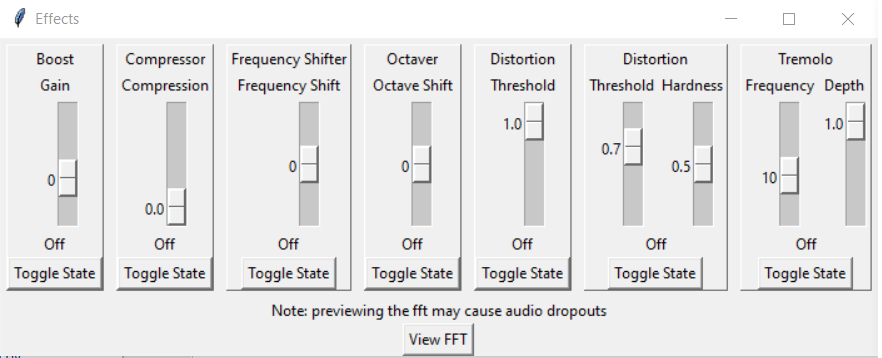 Effects
Boost Compressor Frequency Shifter Octaver Distortion Distortion Tremolo
Gain Compression Frequency Shift Octave Shift Threshold Threshold Hardness Frequency Depth
0 0.0 0 0 1.0 0.7 0.5 10 1.0
Off Off Off Off Off Off Off
Toggle State Toggle State Toggle State Toggle State Toggle State Toggle State Toggle State
Note: previewing the fft may cause audio dropouts
View FFT